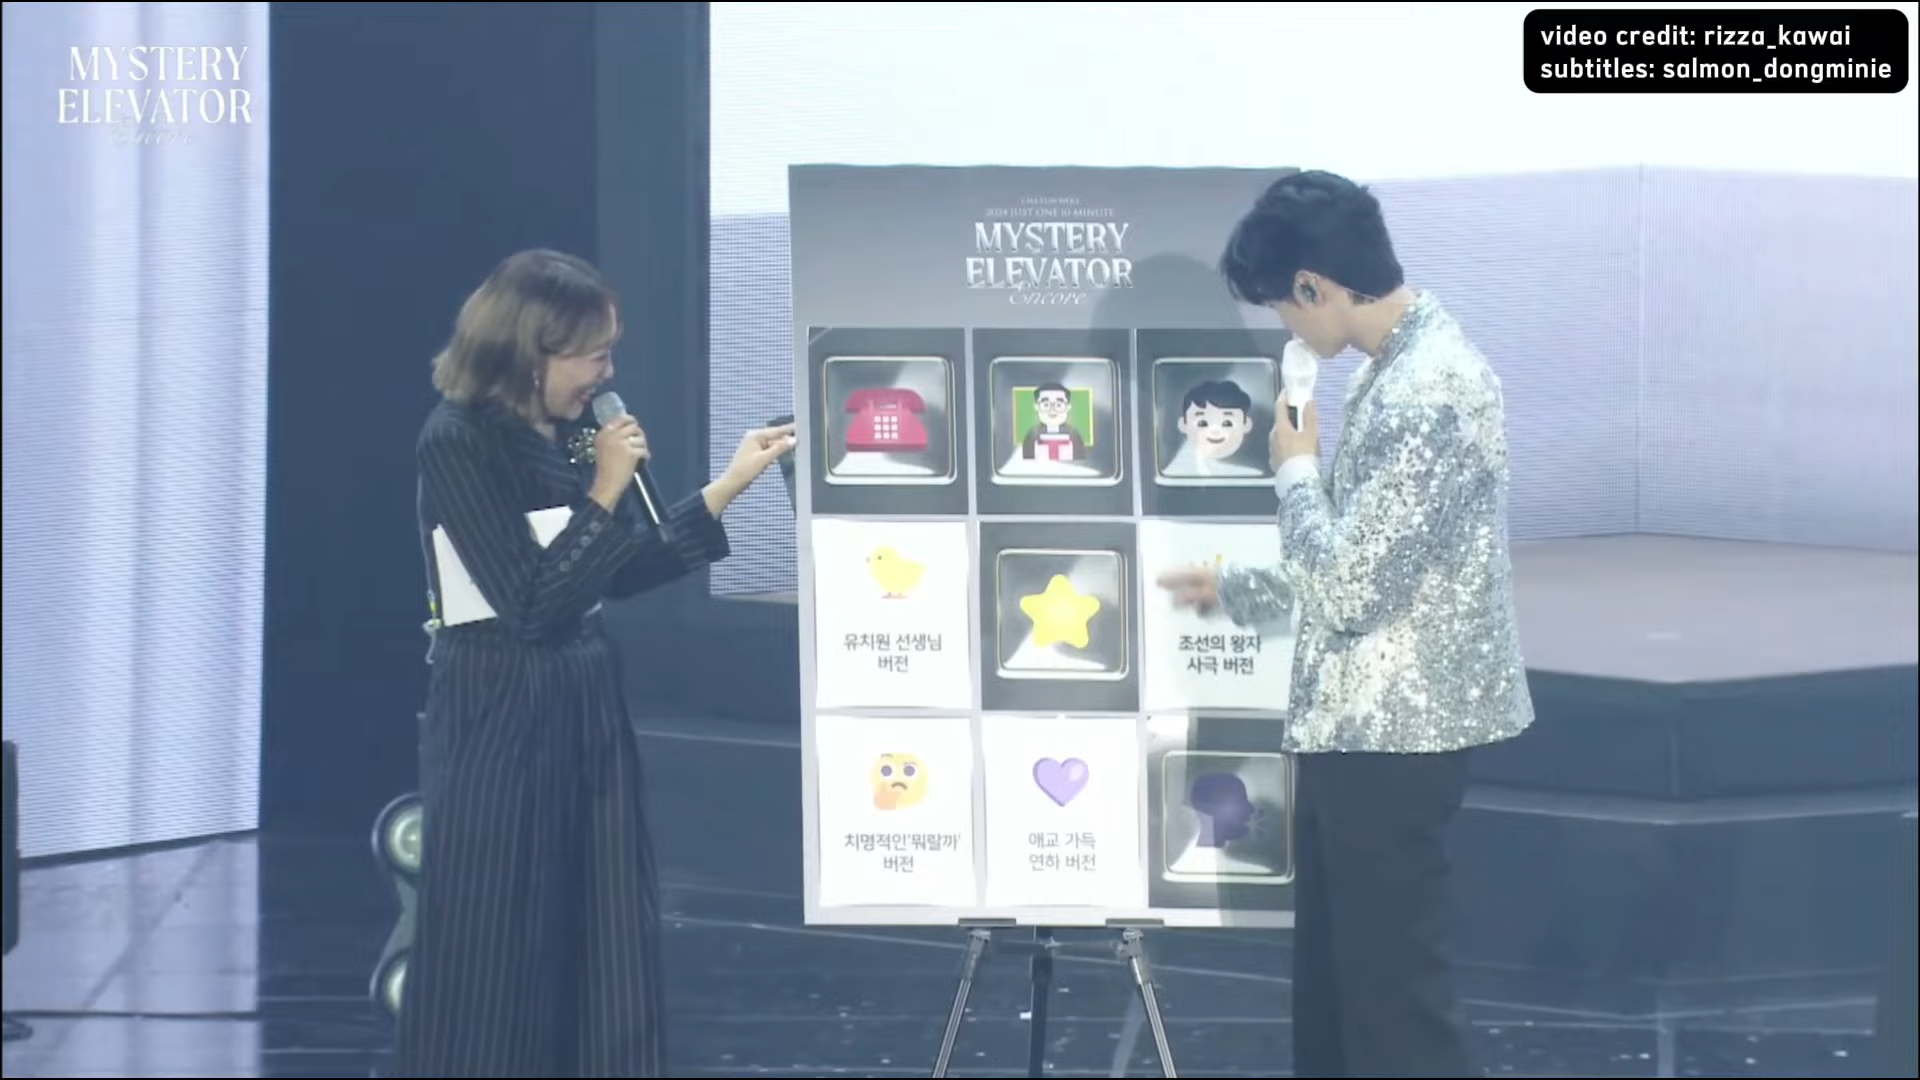 MYSTERY
ELEVATOR
Encore
video credit: rizza_kawai
subtitles: salmon_dongminie
2024 JUST ONE 10 MINUTE
MYSTERY
ELEVATOR
Encore
유치원 선생님
버전
조선의 왕자
사극 버전
치명적인'뭐랄까'
버전
애교 가득
연하 버전